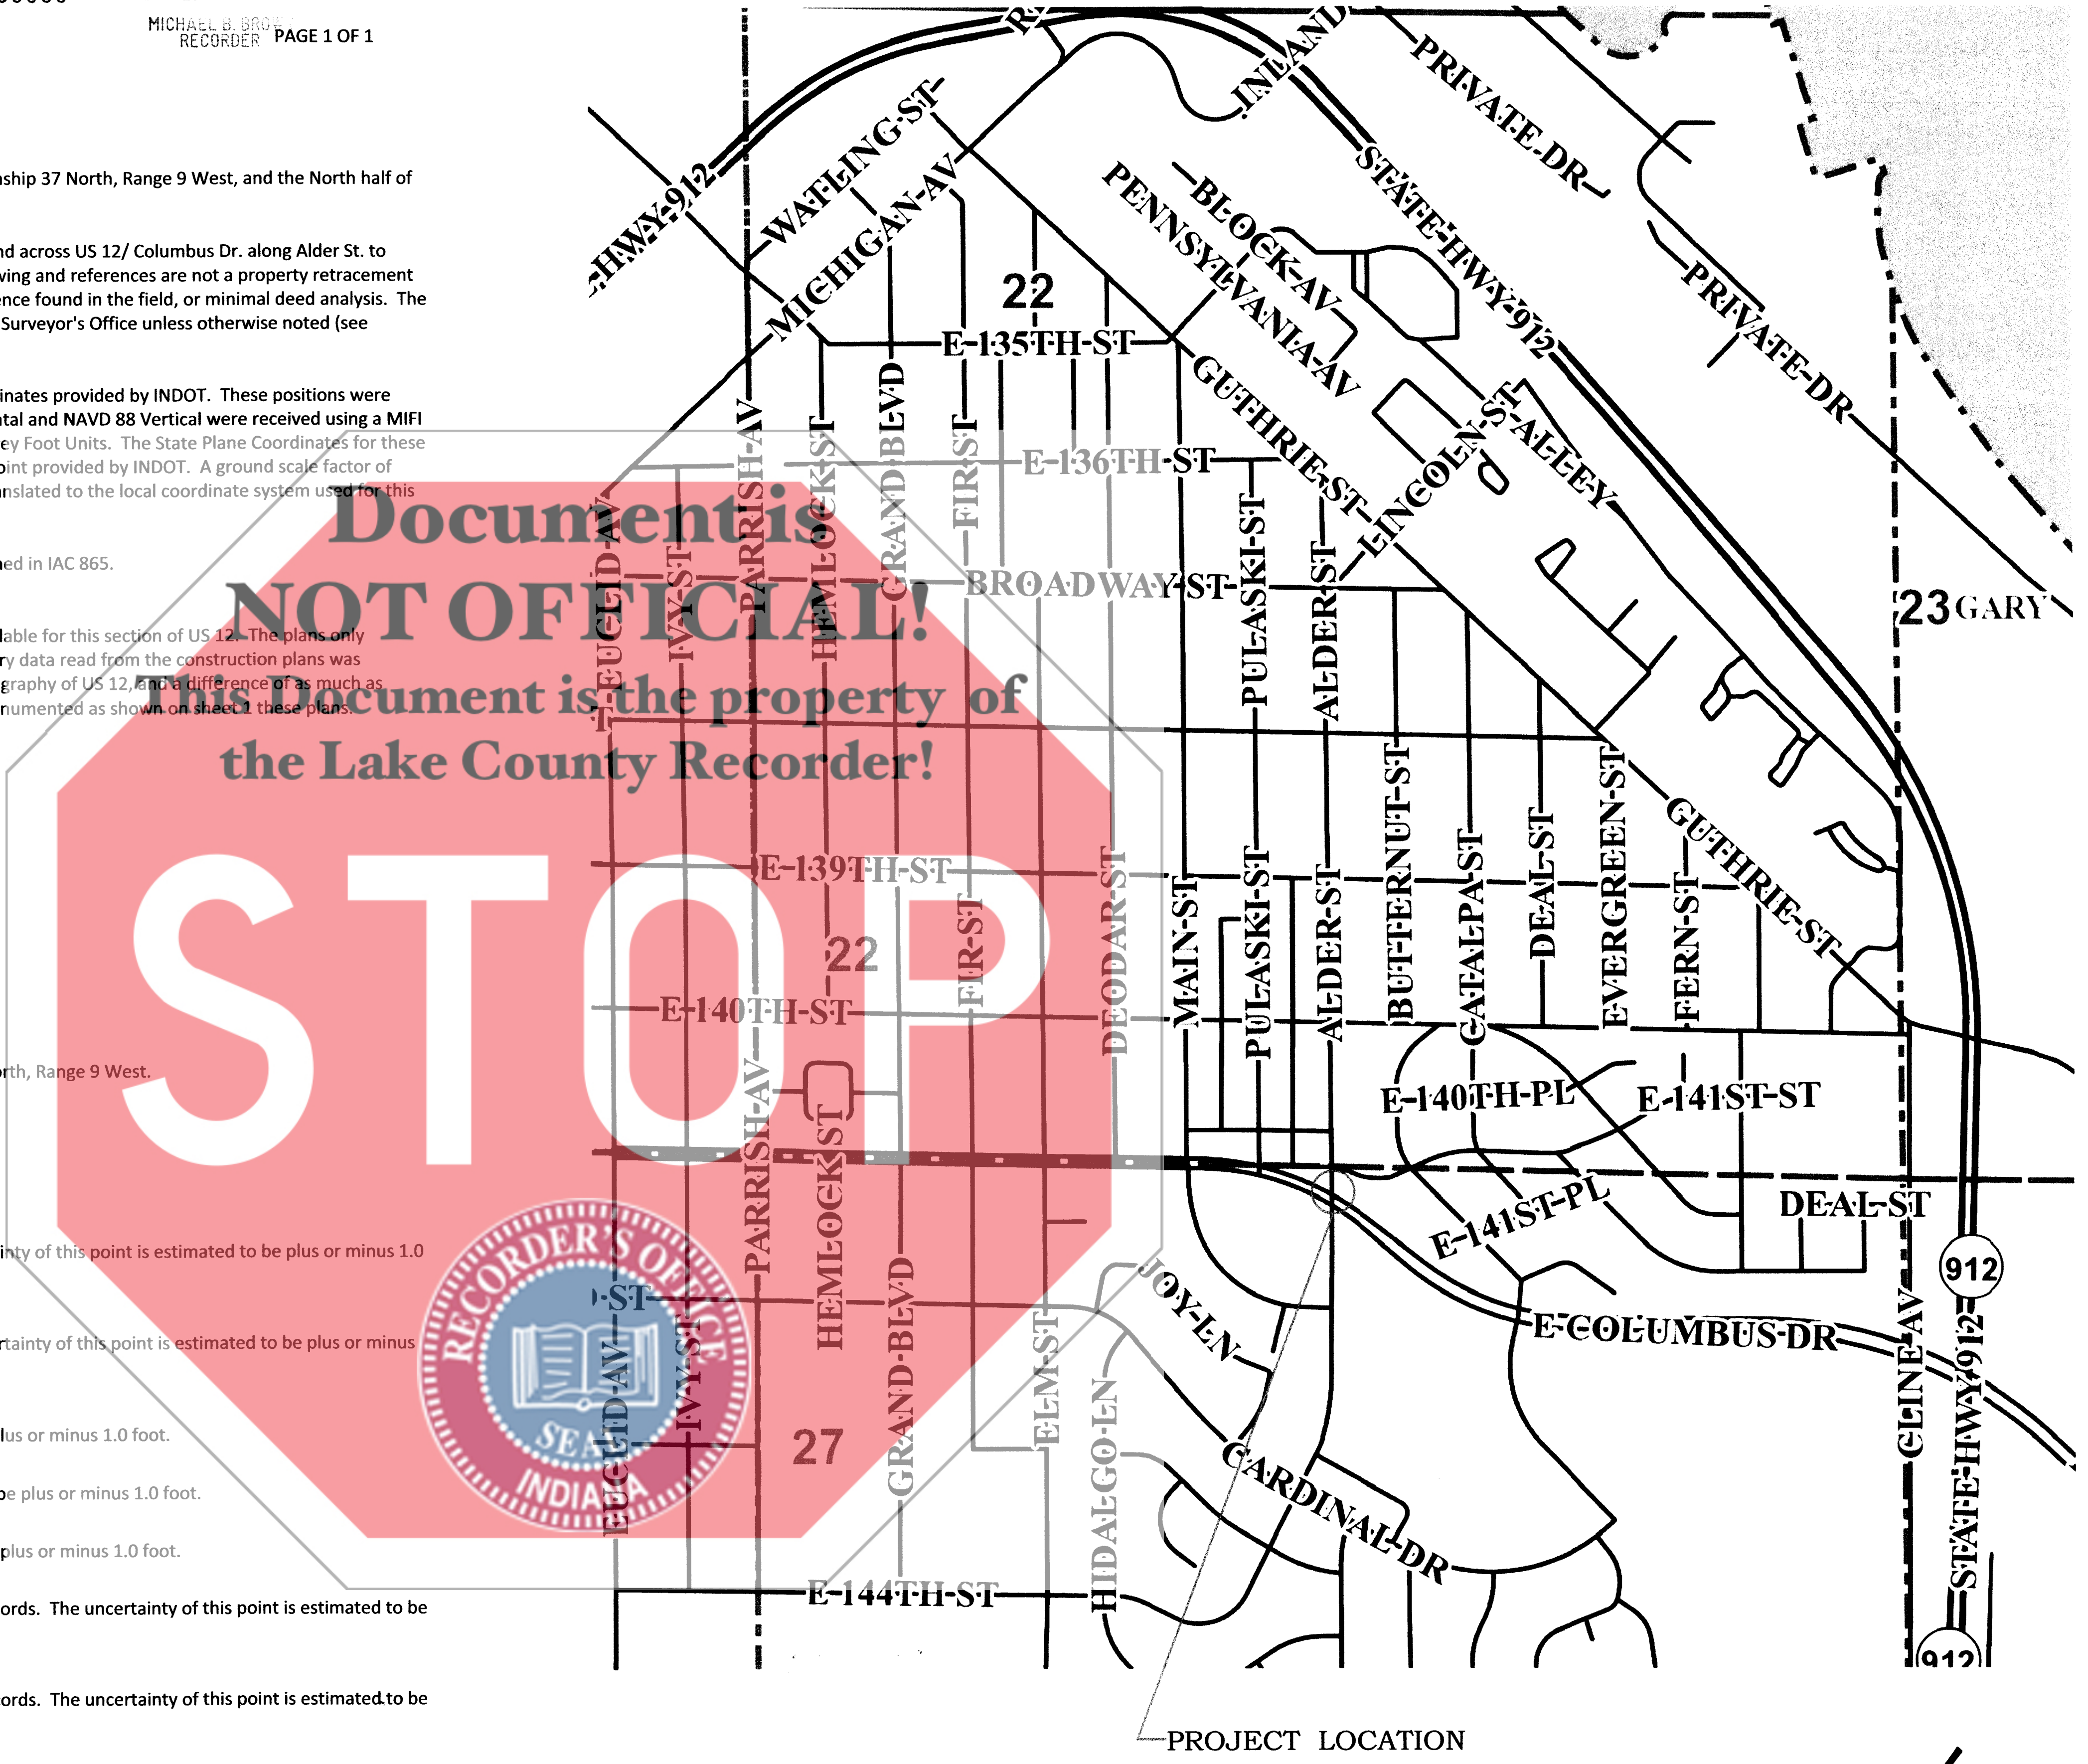 MICHAEL B. BROW
RECORDER
PAGE 1 OF 1
ship 37 North, Range 9 West, and the North half of
nd across US 12/ Columbus Dr. along Alder St. to
ving and references are not a property retracement
ence found in the field, or minimal deed analysis. The
Surveyor's Office unless otherwise noted (see
inates provided by INDOT. These positions were
tal and NAVD 88 Vertical were received using a MIFI
ey Foot Units. The State Plane Coordinates for these
oint provided by INDOT. A ground scale factor of
nslated to the local coordinate system used for this
ned in IAC 865.
lable for this section of US 12. The plans only
ry data read from the construction plans was
graphy of US 12, and a difference of as much as
numented as shown on sheet 1 these plans.
rth, Range 9 West.
inty of this point is estimated to be plus or minus 1.0
rtainty of this point is estimated to be plus or minus
lus or minus 1.0 foot.
be plus or minus 1.0 foot.
plus or minus 1.0 foot.
ords. The uncertainty of this point is estimated to be
cords. The uncertainty of this point is estimated to be
Document is
NOT OFFICIAL!
This Document is the property of
the Lake County Recorder!
STOP
RECORDER'S OFFICE
SEAL
INDIANA
HWY-912
WATLING-ST
MICHIGAN-AV
INLAND
PRIVATE-DR
STATE-HWY-912
PRIVATE-DR
BLOCK-AV
PENNSYLVANIA-AV
22
E-135TH-ST
GUTHRIE-ST
LINCOLN-ST
ALLEY
E-136TH-ST
PARRISH-AV
HEMLOCK-ST
GRAND-BLVD
FIR-ST
EUCLID-AV
IVY-ST
PARRISH-AV
BROADWAY-ST
PULASKI-ST
ALDER-ST
23
GARY
E-139TH-ST
22
FIR-ST
DEODAR-ST
MAIN-ST
PULASKI-ST
ALDER-ST
BUTTERNUT-ST
CATALPA-ST
DEAL-ST
EVERGREEN-ST
FERN-ST
GUTHRIE-ST
E-140TH-ST
E-140TH-PL
E-141ST-ST
PARRISH-AV
HEMLOCK-ST
E-141ST-PL
DEAL-ST
912
-ST
EUCLID-AV
IVY-ST
GRAND-BLVD
ELM-ST
HIDALGO-LN
JOY-LN
E-COLUMBUS-DR
CLINE-AV
STATE-HWY-912
27
CARDINAL-DR
E-144TH-ST
912
PROJECT LOCATION